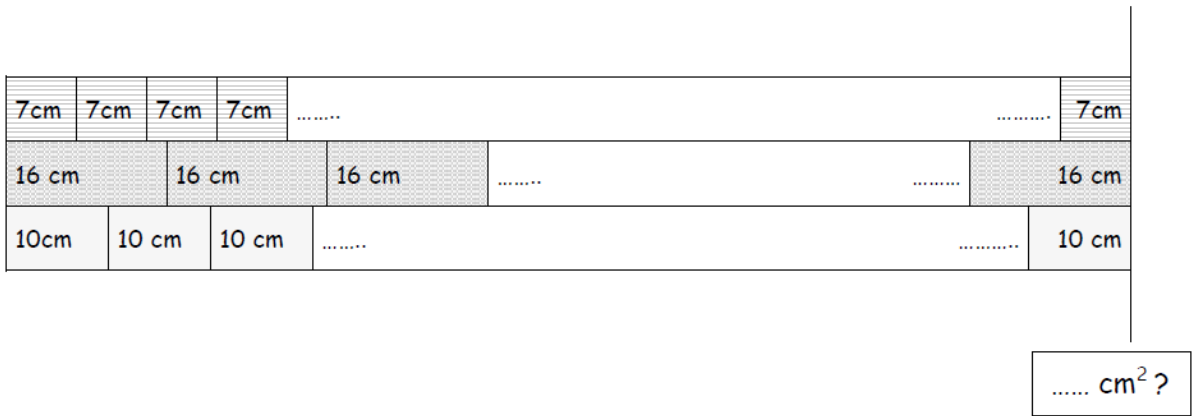 7cm 7cm 7cm 7cm …….. ………. 7cm
16 cm 16 cm 16 cm …….. ……… 16 cm
10cm 10 cm 10 cm …….. ……….. 10 cm
…… cm² ?